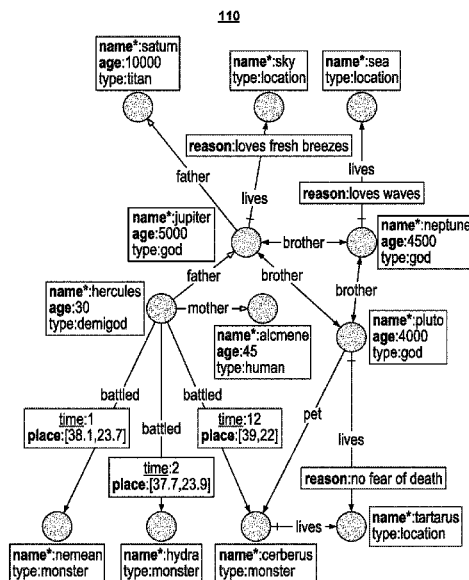 110
name*:saturn
age:10000
type:titan
name*:sky
type:location
name*:sea
type:location
reason:loves fresh breezes
father
lives
lives
reason:loves waves
name*:jupiter
age:5000
type:god
brother
name*:neptune
age:4500
type:god
father
brother
brother
name*:hercules
age:30
type:demigod
mother
name*:alcmene
age:45
type:human
name*:pluto
age:4000
type:god
battled
battled
battled
pet
lives
time:1
place:[38.1,23.7]
time:12
place:[39,22]
time:2
place:[37.7,23.9]
reason:no fear of death
lives
name*:tartarus
type:location
name*:nemean
type:monster
name*:hydra
type:monster
name*:cerberus
type:monster